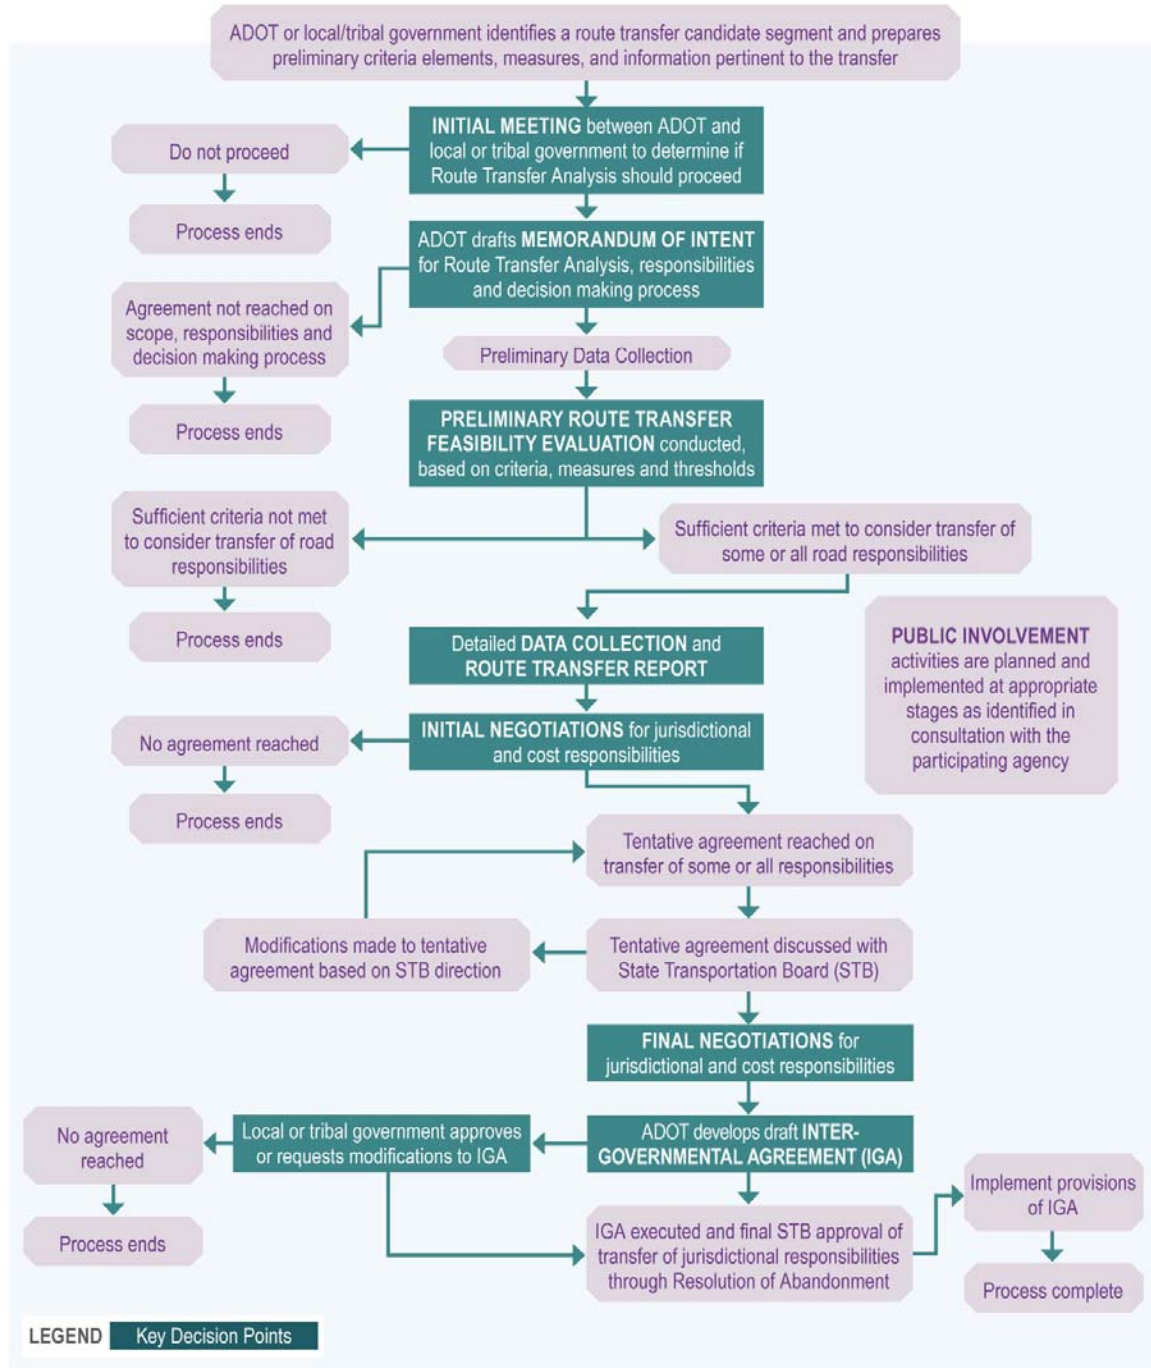 ADOT or local/tribal government identifies a route transfer candidate segment and prepares
preliminary criteria elements, measures, and information pertinent to the transfer
INITIAL MEETING between ADOT and
local or tribal government to determine if
Route Transfer Analysis should proceed
Do not proceed
Process ends
ADOT drafts MEMORANDUM OF INTENT
for Route Transfer Analysis, responsibilities
and decision making process
Agreement not reached on
scope, responsibilities and
decision making process
Process ends
Preliminary Data Collection
PRELIMINARY ROUTE TRANSFER
FEASIBILITY EVALUATION conducted,
based on criteria, measures and thresholds
Sufficient criteria not met
to consider transfer of road
responsibilities
Process ends
Sufficient criteria met to consider transfer of
some or all road responsibilities
Detailed DATA COLLECTION and
ROUTE TRANSFER REPORT
PUBLIC INVOLVEMENT
activities are planned and
implemented at appropriate
stages as identified in
consultation with the
participating agency
INITIAL NEGOTIATIONS for jurisdictional
and cost responsibilities
No agreement reached
Process ends
Tentative agreement reached on
transfer of some or all responsibilities
Tentative agreement discussed with
State Transportation Board (STB)
Modifications made to tentative
agreement based on STB direction
FINAL NEGOTIATIONS for
jurisdictional and cost responsibilities
ADOT develops draft INTER-
GOVERNMENTAL AGREEMENT (IGA)
Local or tribal government approves
or requests modifications to IGA
No agreement
reached
Process ends
IGA executed and final STB approval of
transfer of jurisdictional responsibilities
through Resolution of Abandonment
Implement provisions
of IGA
Process complete
LEGEND Key Decision Points